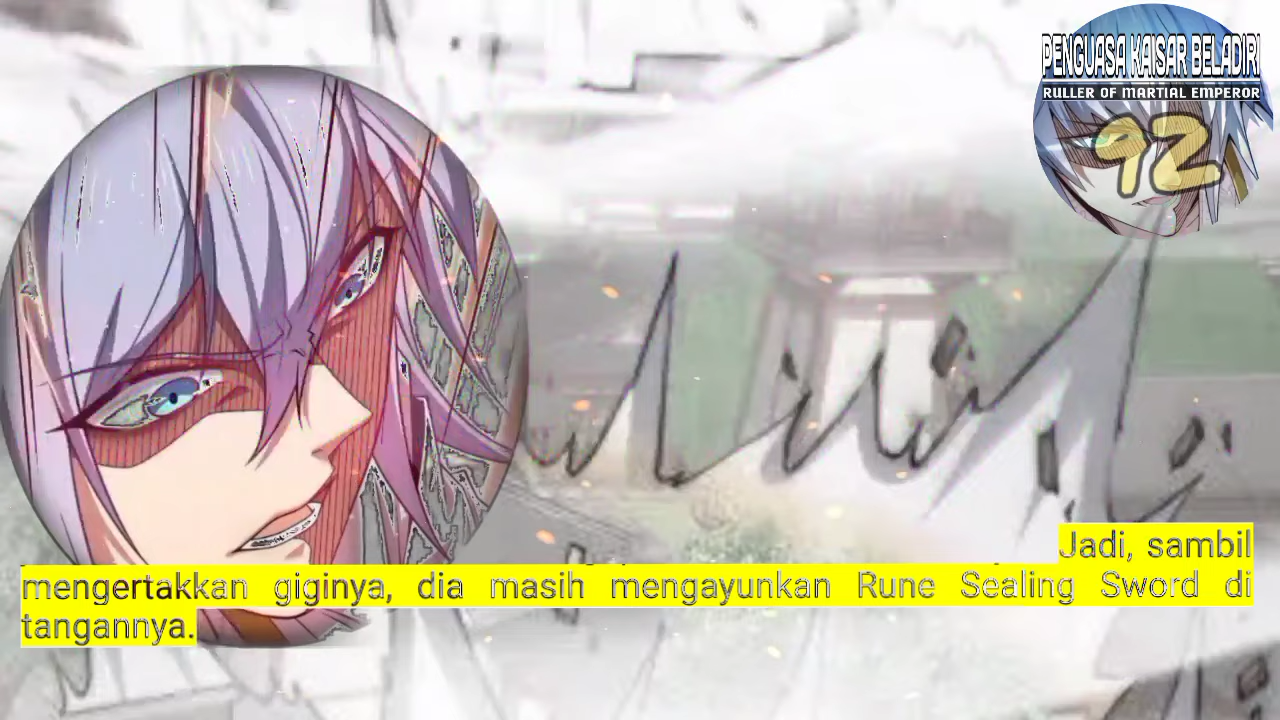 PENGUASA KAISAR BELADIRI
RULLER OF MARTIAL EMPEROR
92
Jadi, sambil
mengertakkan giginya, dia masih mengayunkan Rune Sealing Sword di
tangannya.